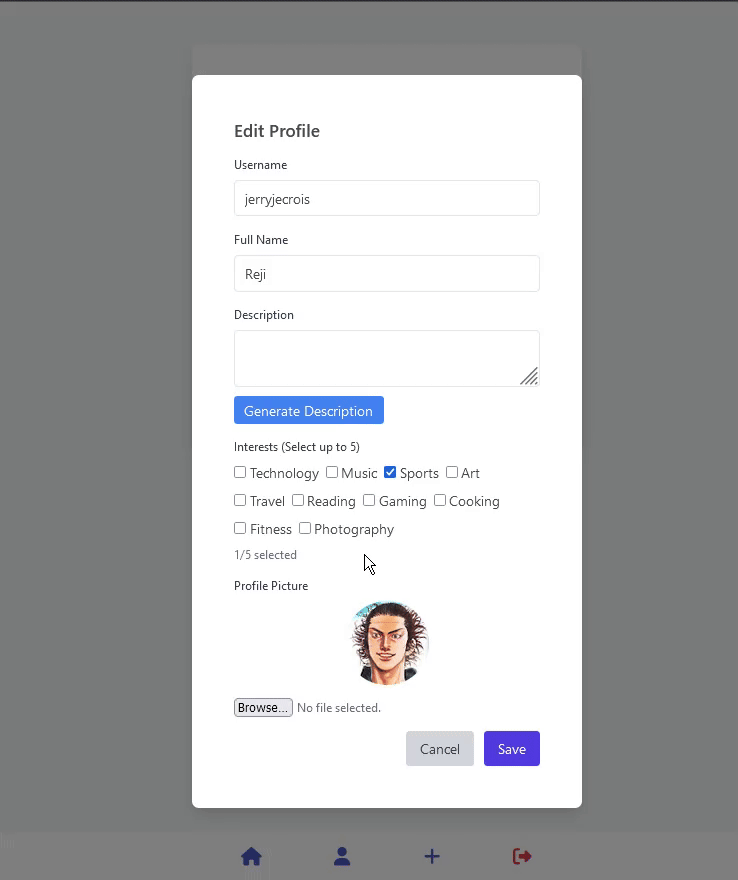 Edit Profile
Username
jerryjecrois
Full Name
Reji
Description
Generate Description
Interests (Select up to 5)
Technology Music Sports Art
Travel Reading Gaming Cooking
Fitness Photography
1/5 selected
Profile Picture
Browse... No file selected.
Cancel Save